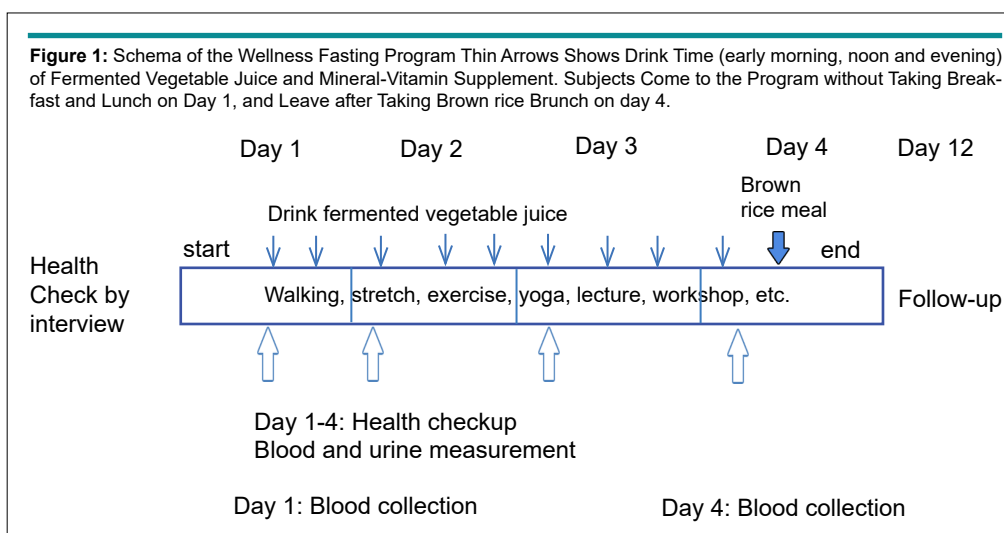 Figure 1: Schema of the Wellness Fasting Program Thin Arrows Shows Drink Time (early morning, noon and evening)
of Fermented Vegetable Juice and Mineral-Vitamin Supplement. Subjects Come to the Program without Taking Break-
fast and Lunch on Day 1, and Leave after Taking Brown rice Brunch on day 4.
Day 1 Day 2 Day 3 Day 4 Day 12
Brown
rice meal
Drink fermented vegetable juice
start end
Health
Check by
interview
Walking, stretch, exercise, yoga, lecture, workshop, etc.
Follow-up
Day 1-4: Health checkup
Blood and urine measurement
Day 1: Blood collection Day 4: Blood collection